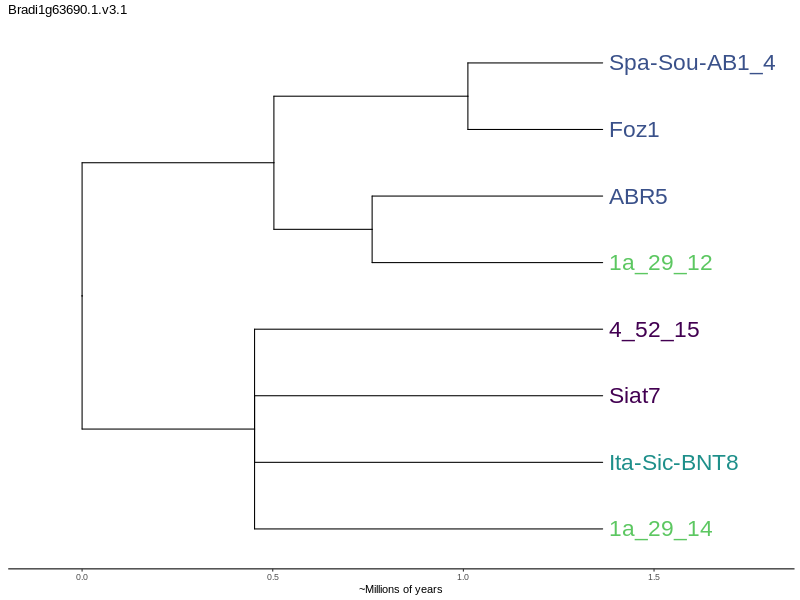 Bradi1g63690.1.v3.1
Spa-Sou-AB1_4
Foz1
ABR5
1a_29_12
4_52_15
Siat7
Ita-Sic-BNT8
1a_29_14
0.0 0.5 1.0 1.5
~Millions of years